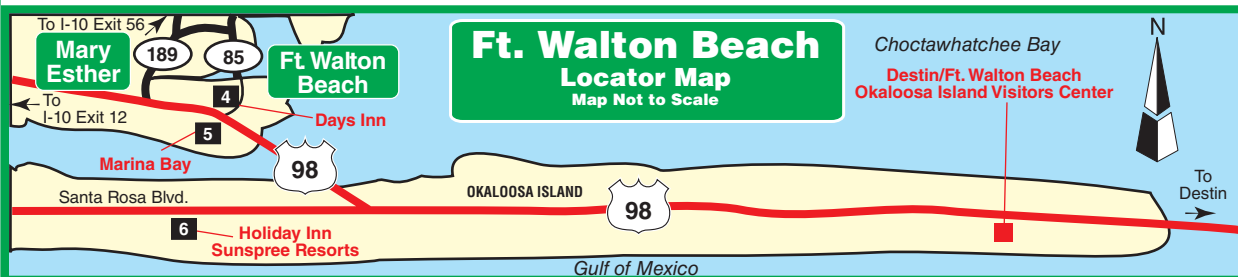 To I-10 Exit 56
Mary
Esther
189
85
Ft. Walton
Beach
4
To
I-10 Exit 12
Days Inn
5
Marina Bay
98
Ft. Walton Beach
Locator Map
Map Not to Scale
Choctawhatchee Bay
Destin/Ft. Walton Beach
Okaloosa Island Visitors Center
N
Santa Rosa Blvd.
OKALOOSA ISLAND
98
To
Destin
6
Holiday Inn
Sunspree Resorts
Gulf of Mexico